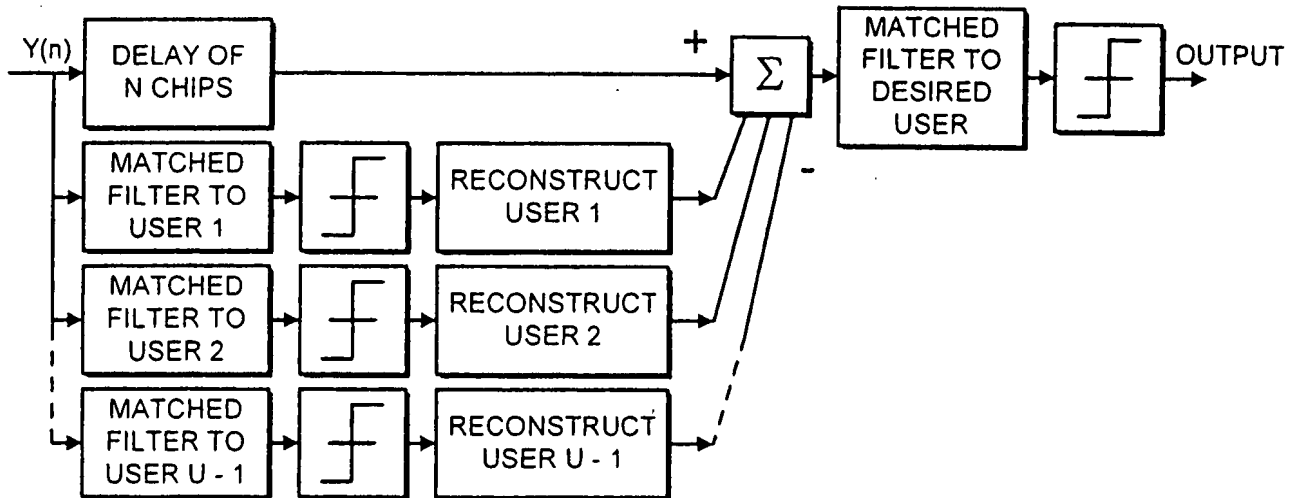 Y(n)
DELAY OF
N CHIPS
+
Σ
-
MATCHED
FILTER TO
DESIRED
USER
OUTPUT
MATCHED
FILTER TO
USER 1
RECONSTRUCT
USER 1
MATCHED
FILTER TO
USER 2
RECONSTRUCT
USER 2
MATCHED
FILTER TO
USER U - 1
RECONSTRUCT
USER U - 1